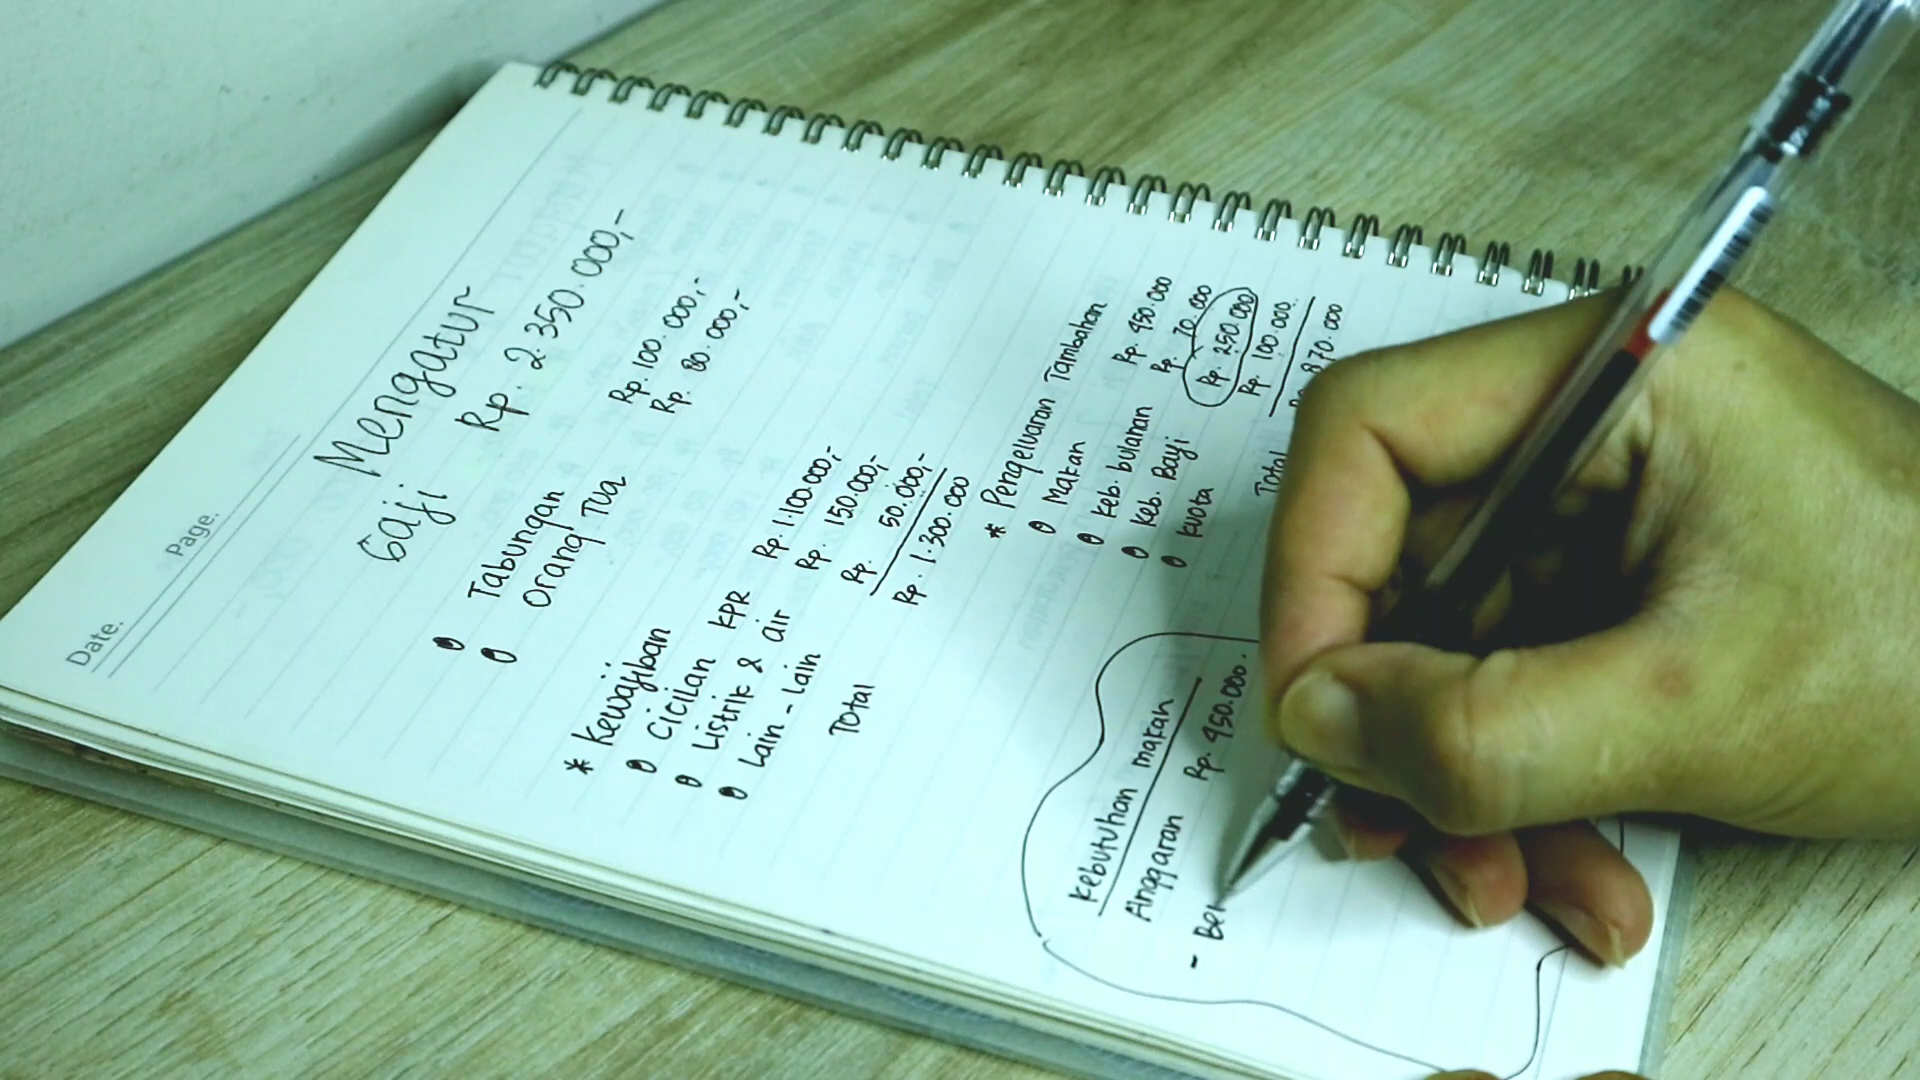 Date.
Page.
Mengatur
Gaji Rp. 2.350.000,-
Tabungan Rp. 100.000,-
Orang Tua Rp. 80.000,-
* Kewajiban
Cicilan KPR Rp. 1.100.000,-
Listrik & air Rp. 150.000,-
Lain - Lain Rp. 50.000,-
Total Rp. 1.300.000
* Pengeluaran Tambahan
Makan Rp. 450.000
Keb. bulanan Rp. 70.000
Keb. Bayi Rp. 250.000
Kuota Rp. 100.000
Total 870.000
Kebutuhan makan
Anggaran Rp. 450.000.
- Ber